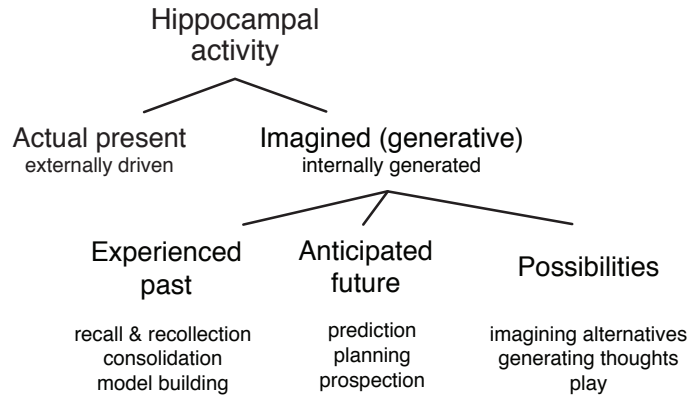 Hippocampal
activity
Actual present
externally driven
Imagined (generative)
internally generated
Experienced
past
recall & recollection
consolidation
model building
Anticipated
future
prediction
planning
prospection
Possibilities
imagining alternatives
generating thoughts
play